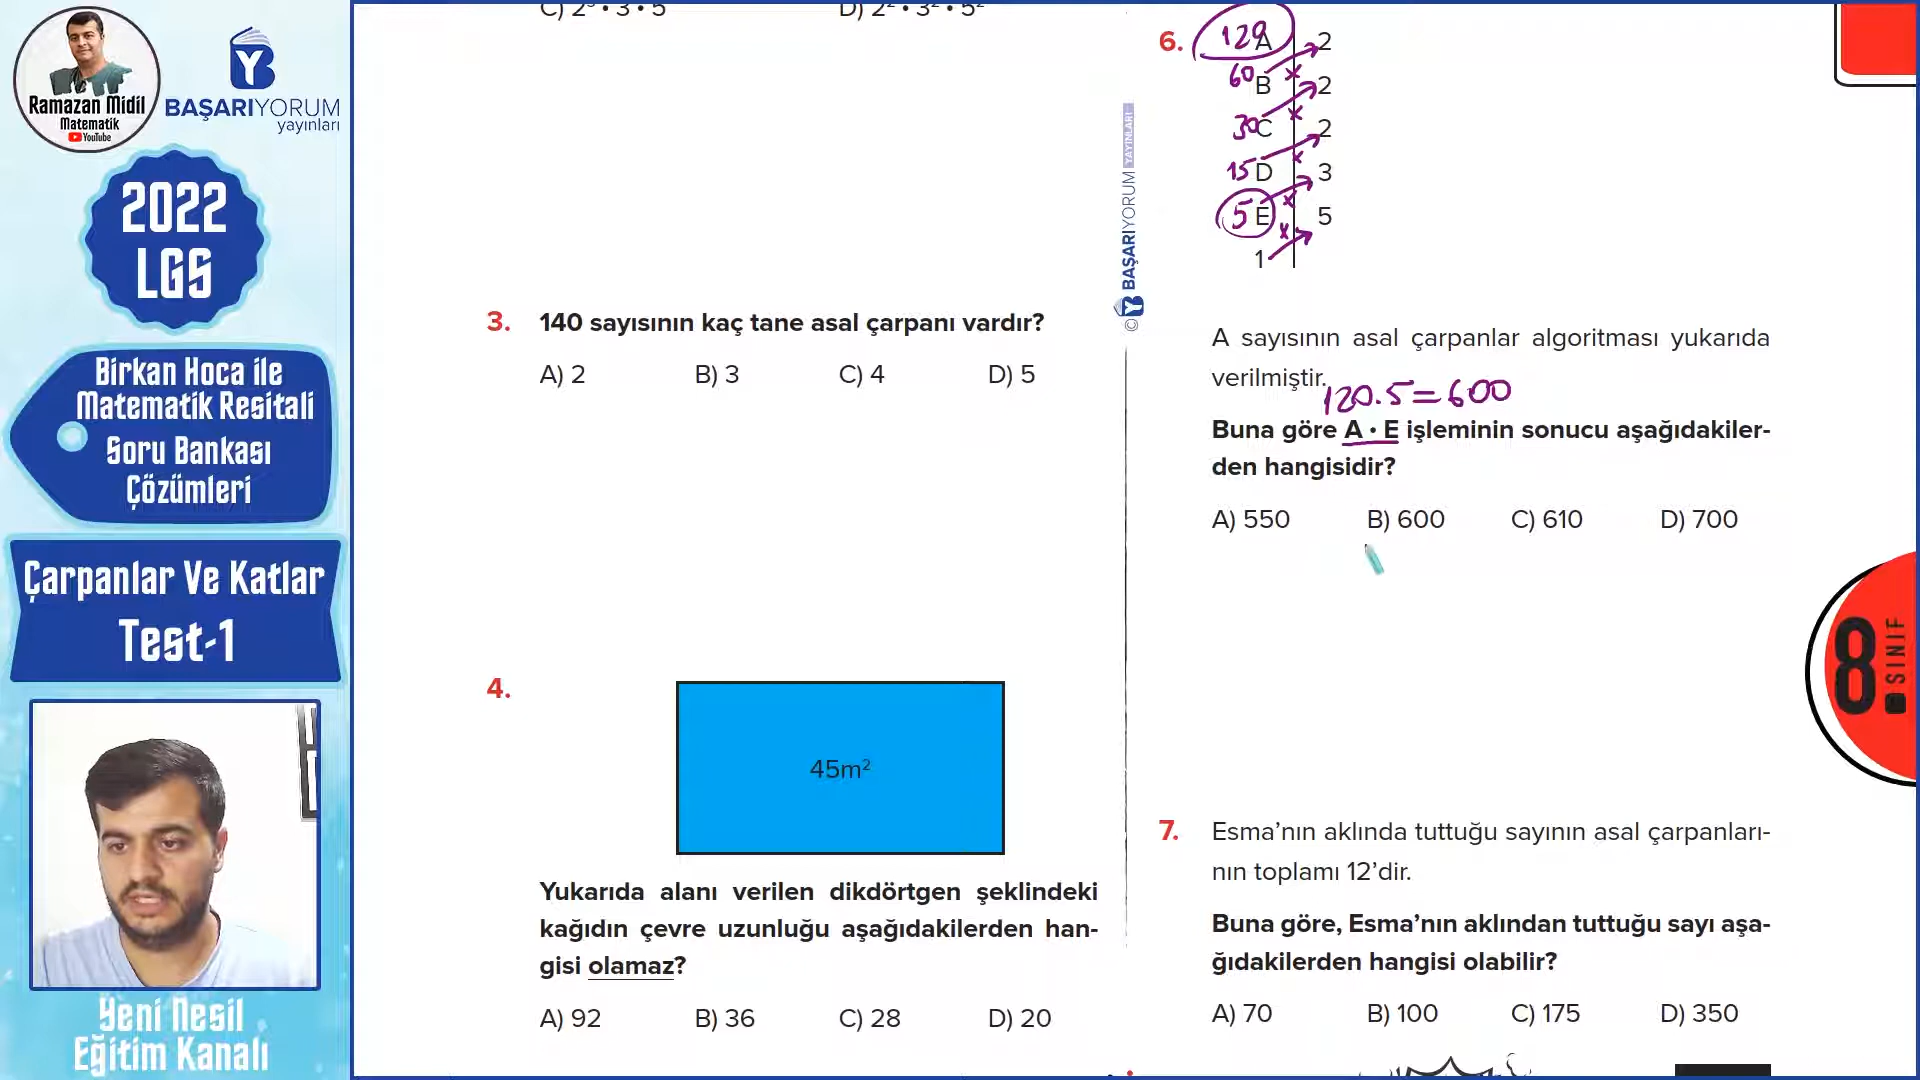 Ramazan Midil
Matematik
YouTube
BAŞARIYORUM
yayınları
2022
LGS
Birkan Hoca ile
Matematik Resitali
Soru Bankası
Çözümleri
Çarpanlar Ve Katlar
Test-1
Yeni Nesil
Eğitim Kanalı
C) 2³ • 3 • 5
D) 2² • 3² • 5²
3. 140 sayısının kaç tane asal çarpanı vardır?
A) 2 B) 3 C) 4 D) 5
4.
45m²
Yukarıda alanı verilen dikdörtgen şeklindeki
kağıdın çevre uzunluğu aşağıdakilerden han-
gisi olamaz?
A) 92 B) 36 C) 28 D) 20
© BAŞARIYORUM YAYINLARI
6. 120 A 2
60 B 2
30 C 2
15 D 3
5 E 5
1
A sayısının asal çarpanlar algoritması yukarıda
verilmiştir.
120.5=600
Buna göre A • E işleminin sonucu aşağıdakiler-
den hangisidir?
A) 550 B) 600 C) 610 D) 700
7. Esma’nın aklında tuttuğu sayının asal çarpanları-
nın toplamı 12’dir.
Buna göre, Esma’nın aklından tuttuğu sayı aşa-
ğıdakilerden hangisi olabilir?
A) 70 B) 100 C) 175 D) 350
8. SINIF